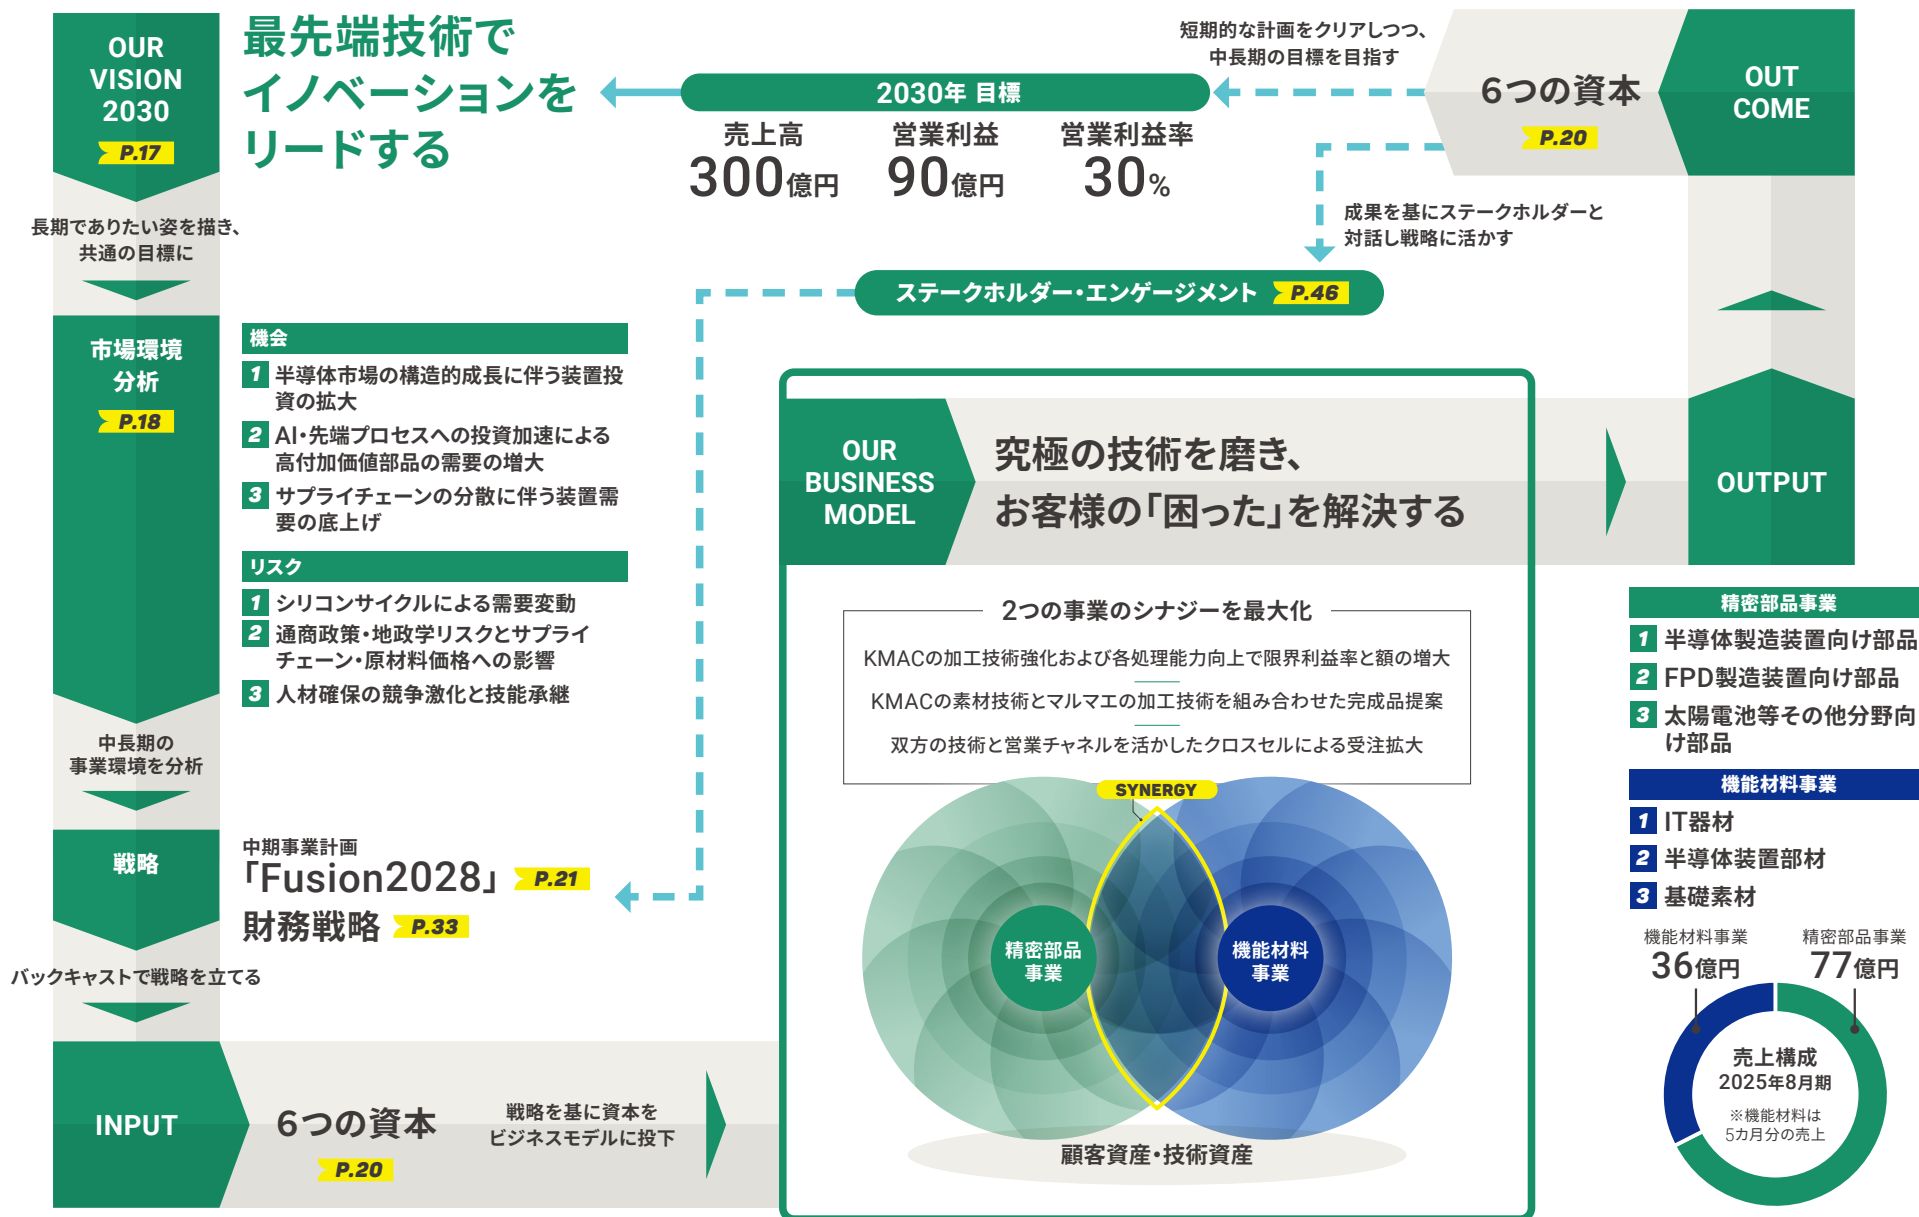 OUR
VISION
2030
P.17
最先端技術で
イノベーションを
リードする
2030年 目標
売上高
300億円
営業利益
90億円
営業利益率
30%
短期的な計画をクリアしつつ、
中長期の目標を目指す
6つの資本
P.20
OUT
COME
成果を基にステークホルダーと
対話し戦略に活かす
ステークホルダー・エンゲージメント P.46
長期でありたい姿を描き、
共通の目標に
市場環境
分析
P.18
機会
1 半導体市場の構造的成長に伴う装置投
資の拡大
2 AI・先端プロセスへの投資加速による
高付加価値部品の需要の増大
3 サプライチェーンの分散に伴う装置需
要の底上げ
リスク
1 シリコンサイクルによる需要変動
2 通商政策・地政学リスクとサプライ
チェーン・原材料価格への影響
3 人材確保の競争激化と技能承継
中長期の
事業環境を分析
戦略
中期事業計画
「Fusion2028」 P.21
財務戦略 P.33
バックキャストで戦略を立てる
INPUT
6つの資本
P.20
戦略を基に資本を
ビジネスモデルに投下
OUR
BUSINESS
MODEL
究極の技術を磨き、
お客様の「困った」を解決する
2つの事業のシナジーを最大化
KMACの加工技術強化および各処理能力向上で限界利益率と額の増大
KMACの素材技術とマルマエの加工技術を組み合わせた完成品提案
双方の技術と営業チャネルを活かしたクロスセルによる受注拡大
SYNERGY
精密部品
事業
機能材料
事業
顧客資産・技術資産
OUTPUT
精密部品事業
1 半導体製造装置向け部品
2 FPD製造装置向け部品
3 太陽電池等その他分野向
け部品
機能材料事業
1 IT器材
2 半導体装置部材
3 基礎素材
機能材料事業
36億円
精密部品事業
77億円
売上構成
2025年8月期
※機能材料は
5カ月分の売上